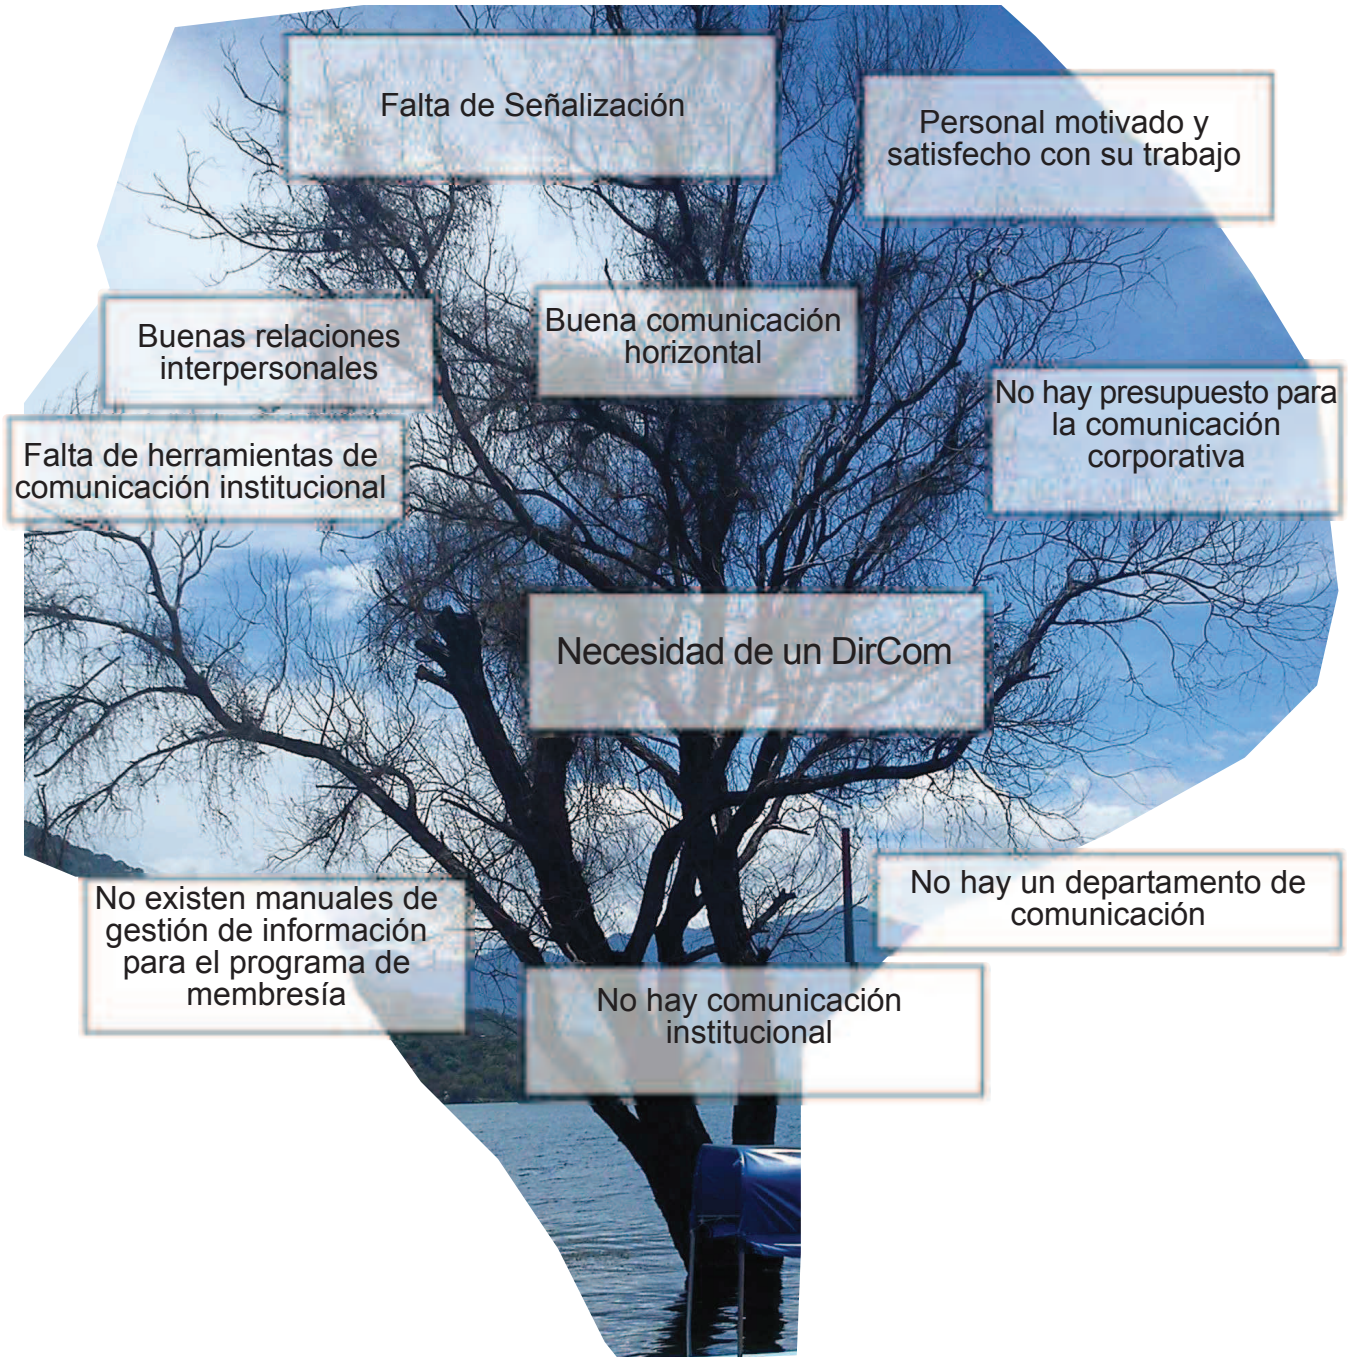 Falta de Señalización
Personal motivado y
satisfecho con su trabajo
Buenas relaciones
interpersonales
Buena comunicación
horizontal
No hay presupuesto para
la comunicación
corporativa
Falta de herramientas de
comunicación institucional
Necesidad de un DirCom
No existen manuales de
gestión de información
para el programa de
membresía
No hay un departamento de
comunicación
No hay comunicación
institucional